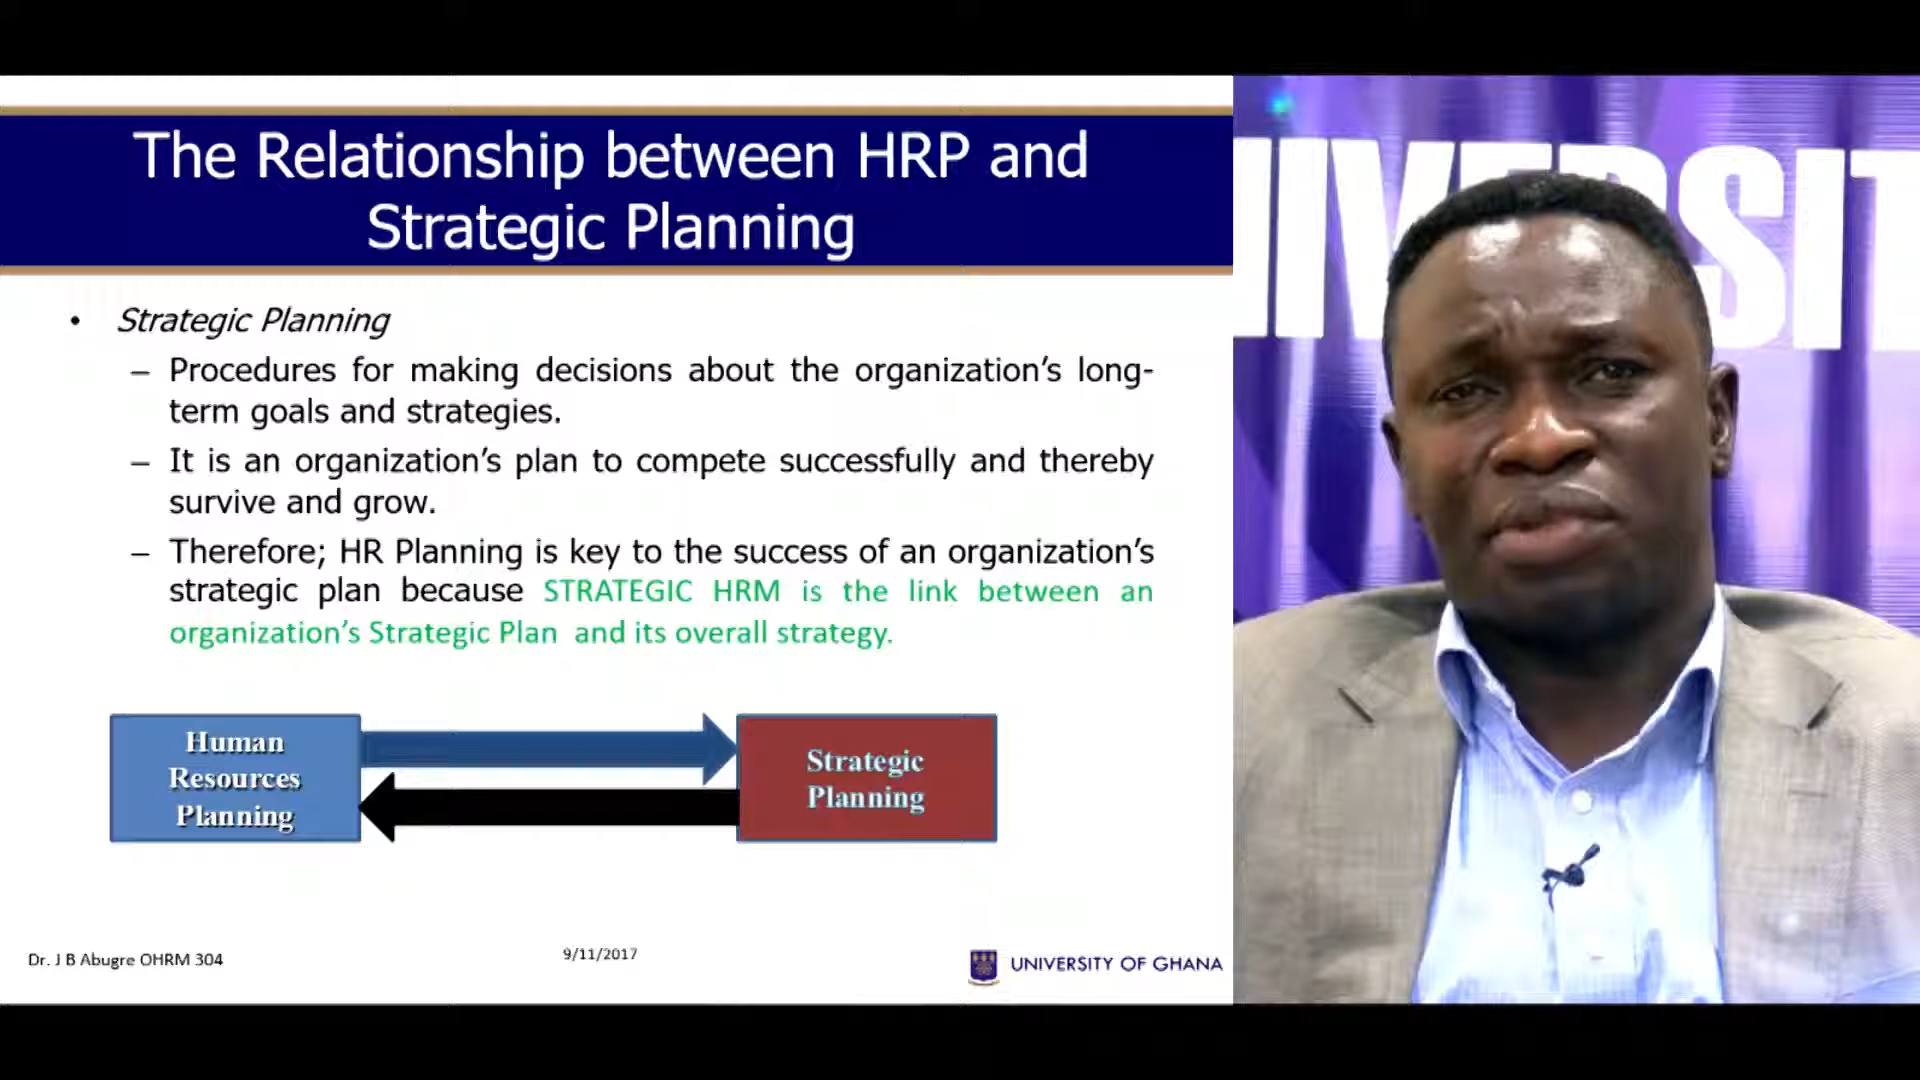 The Relationship between HRP and
Strategic Planning
• Strategic Planning
– Procedures for making decisions about the organization's long-
term goals and strategies.
– It is an organization's plan to compete successfully and thereby
survive and grow.
– Therefore; HR Planning is key to the success of an organization's
strategic plan because STRATEGIC HRM is the link between an
organization's Strategic Plan and its overall strategy.
Human
Resources
Planning
Strategic
Planning
Dr. J B Abugre OHRM 304
9/11/2017
UNIVERSITY OF GHANA